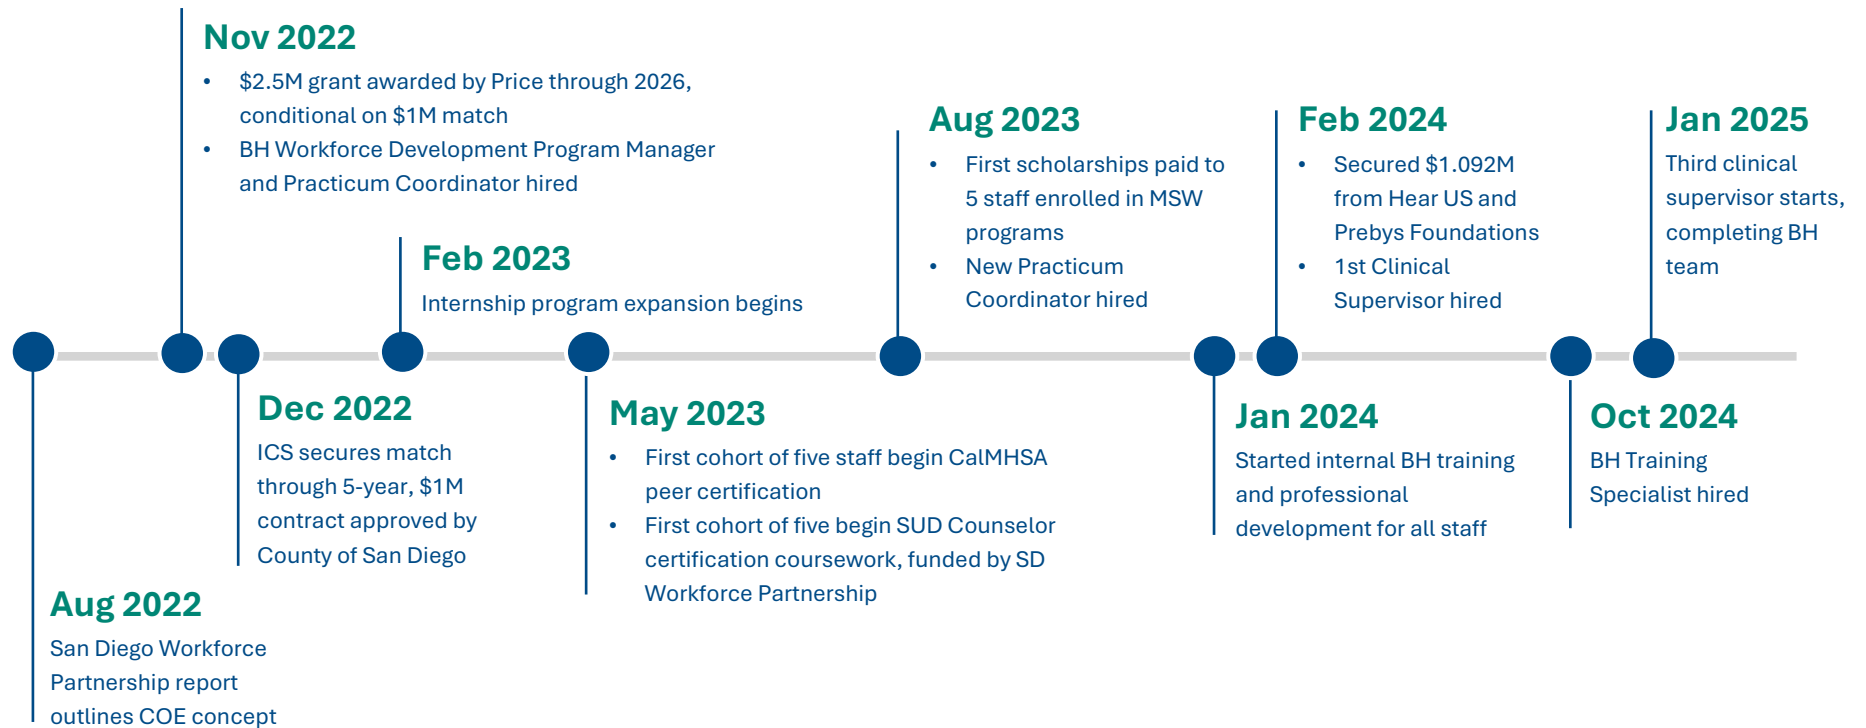 Nov 2022
• $2.5M grant awarded by Price through 2026,
conditional on $1M match
• BH Workforce Development Program Manager
and Practicum Coordinator hired
Feb 2023
Internship program expansion begins
Aug 2023
• First scholarships paid to
5 staff enrolled in MSW
programs
• New Practicum
Coordinator hired
Feb 2024
• Secured $1.092M
from Hear US and
Prebys Foundations
• 1st Clinical
Supervisor hired
Jan 2025
Third clinical
supervisor starts,
completing BH
team
Aug 2022
San Diego Workforce
Partnership report
outlines COE concept
Dec 2022
ICS secures match
through 5-year, $1M
contract approved by
County of San Diego
May 2023
• First cohort of five staff begin CalMHSA
peer certification
• First cohort of five begin SUD Counselor
certification coursework, funded by SD
Workforce Partnership
Jan 2024
Started internal BH training
and professional
development for all staff
Oct 2024
BH Training
Specialist hired